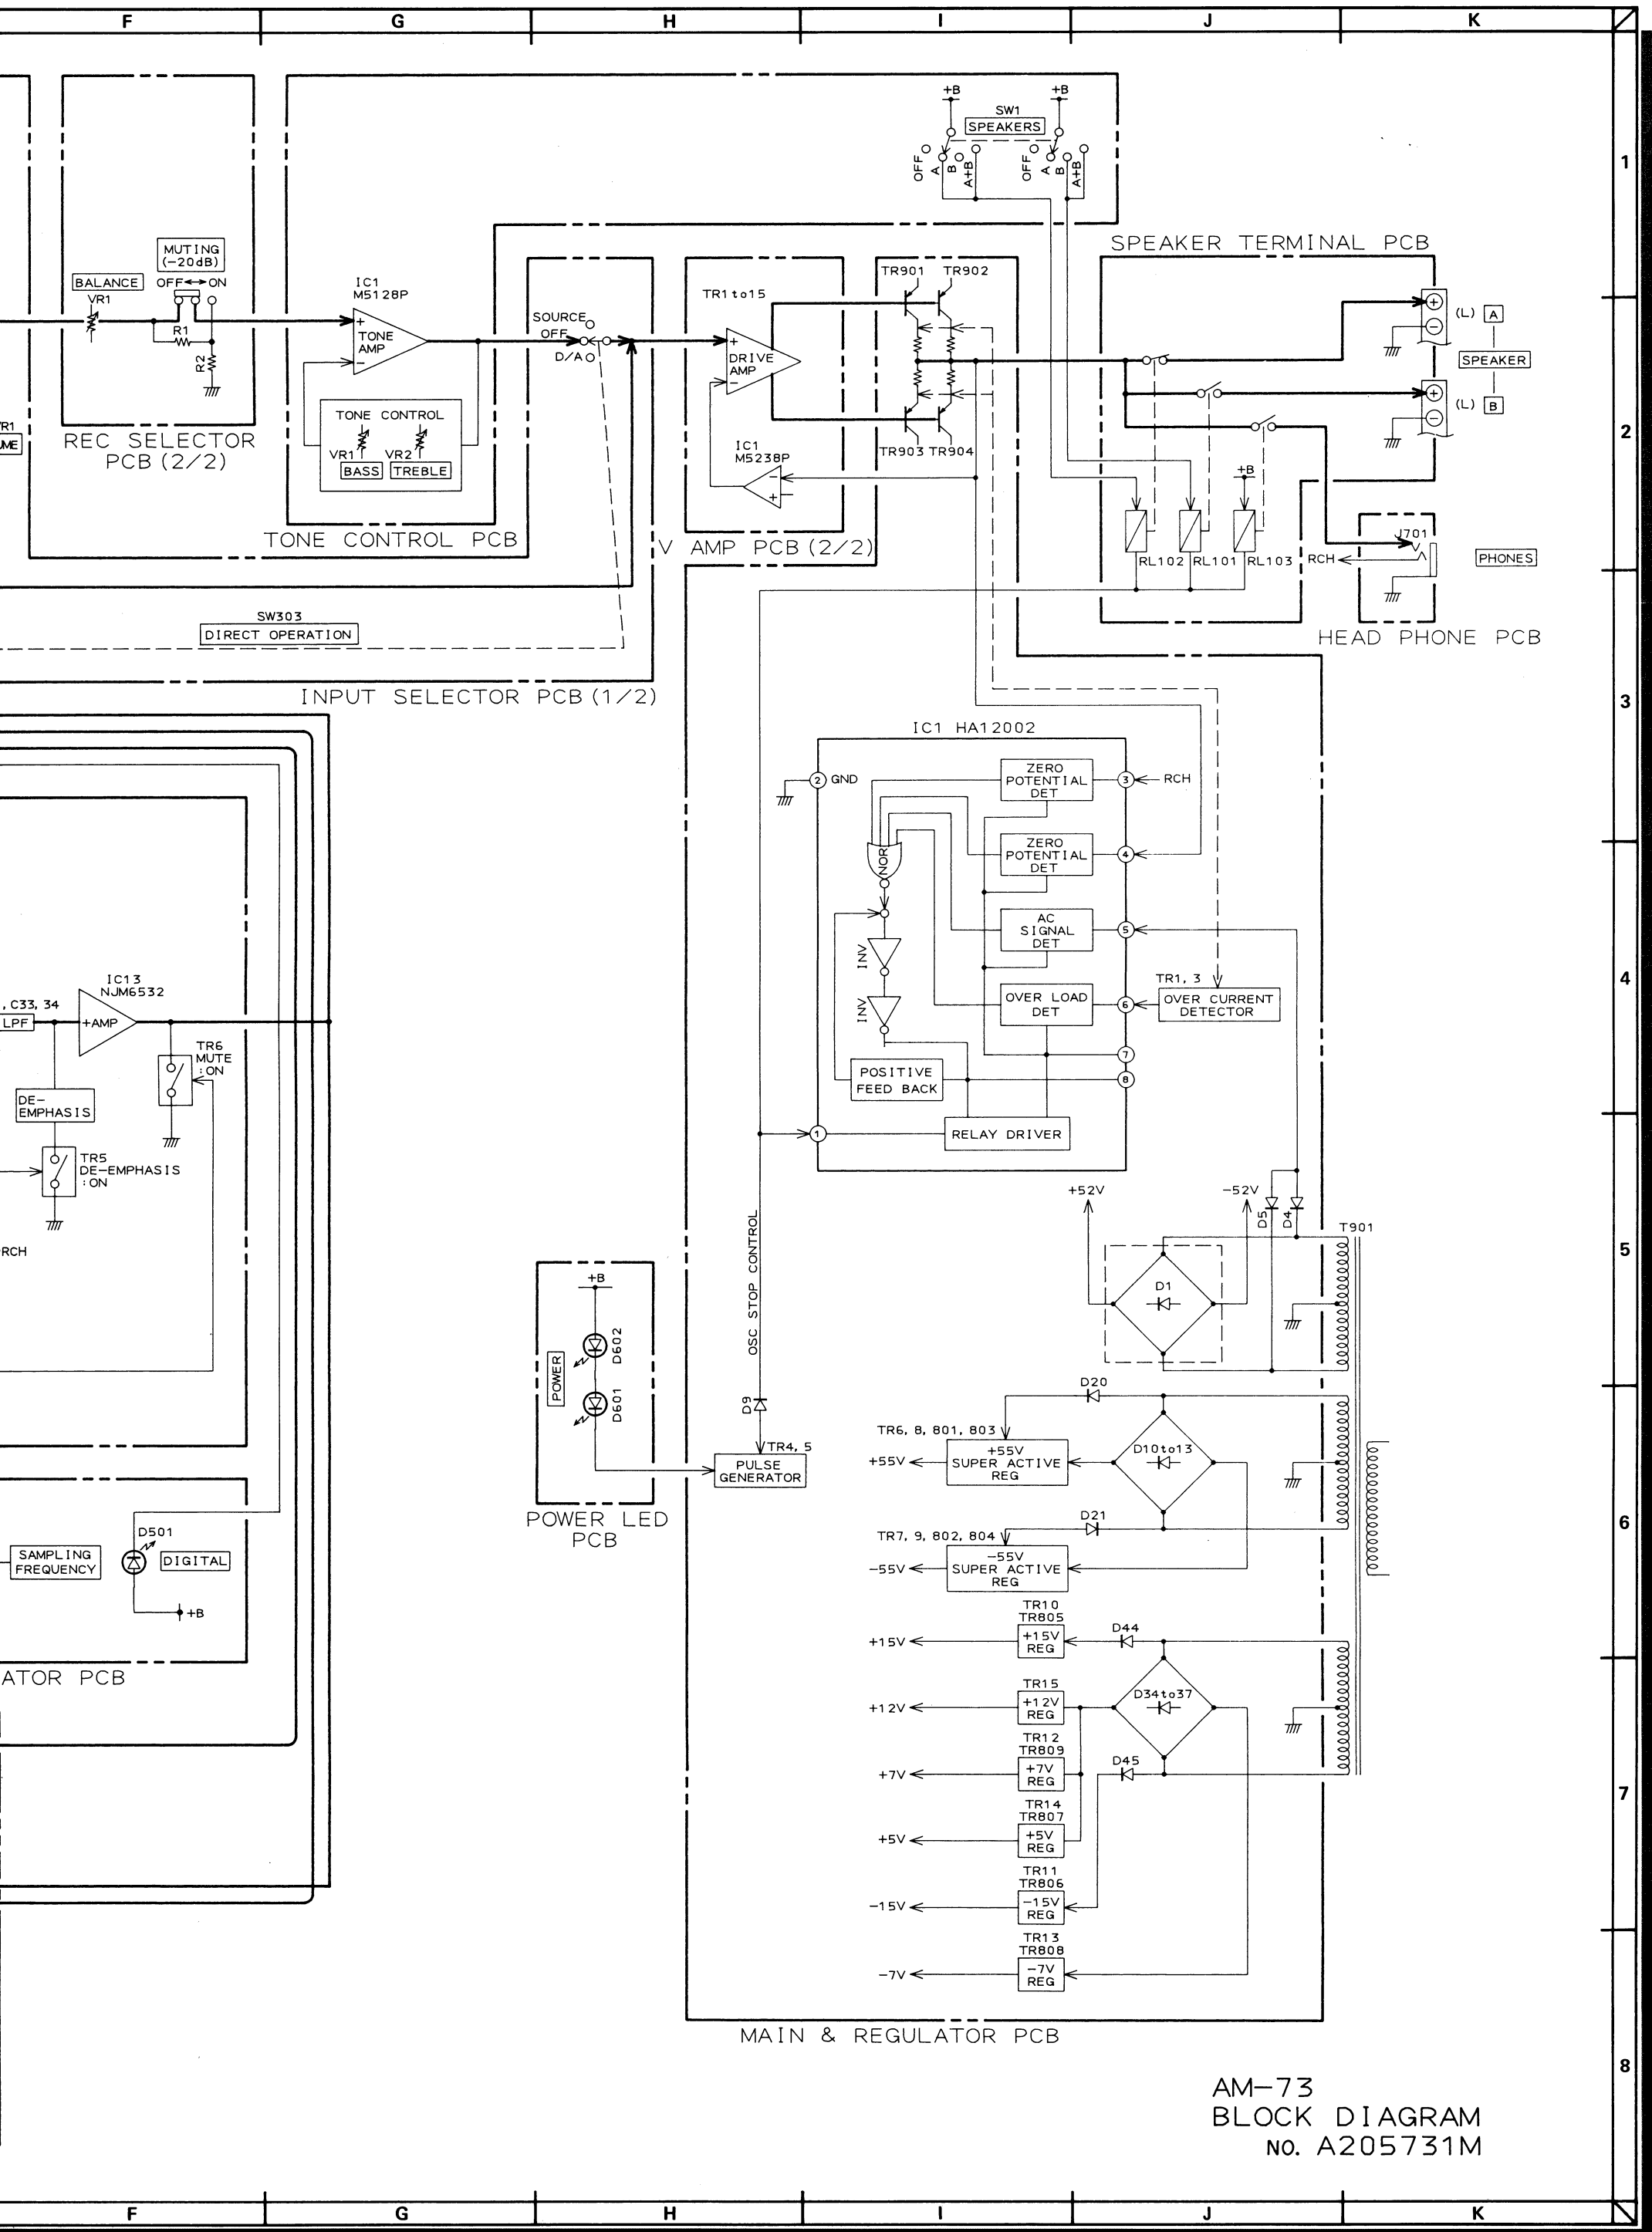 F G H I J K
1
+B +B
SW1
SPEAKERS
OFF A B A+B
OFF A B A+B
MUTING
(-20dB)
OFF↔ON
BALANCE
VR1
R1
R2
REC SELECTOR
PCB (2/2)
IC1
M5128P
+
TONE
AMP
-
TONE CONTROL
VR1 VR2
BASS TREBLE
TONE CONTROL PCB
SOURCE
OFF
D/A
TR1to15
+
DRIVE
AMP
-
IC1
M5238P
-
+
V AMP PCB (2/2)
TR901 TR902
TR903 TR904
SPEAKER TERMINAL PCB
+
(L) A
-
SPEAKER
+
(L) B
-
2
+B
RL102 RL101 RL103
J701
RCH
PHONES
HEAD PHONE PCB
SW303
DIRECT OPERATION
INPUT SELECTOR PCB (1/2)
3
IC1 HA12002
2 GND
ZERO
POTENTIAL
DET
3 RCH
NOR
ZERO
POTENTIAL
DET
4
AC
SIGNAL
DET
5
INV
INV
OVER LOAD
DET
6
TR1, 3
OVER CURRENT
DETECTOR
7
POSITIVE
FEED BACK
8
1
RELAY DRIVER
4
IC13
NJM6532
, C33, 34
LPF
+AMP
TR6
MUTE
:ON
DE-
EMPHASIS
TR5
DE-EMPHASIS
:ON
RCH
+52V -52V
D5 D4
T901
5
D1
OSC STOP CONTROL
D9
+B
D602
POWER
D601
POWER LED
PCB
TR4, 5
PULSE
GENERATOR
D20
TR6, 8, 801, 803
+55V
+55V
SUPER ACTIVE
REG
D10to13
D21
TR7, 9, 802, 804
-55V
-55V
SUPER ACTIVE
REG
6
D501
SAMPLING
FREQUENCY
DIGITAL
+B
ATOR PCB
TR10
TR805
+15V
+15V
REG
D44
TR15
+12V
+12V
REG
D34to37
TR12
TR809
+7V
+7V
REG
D45
7
TR14
TR807
+5V
+5V
REG
TR11
TR806
-15V
-15V
REG
TR13
TR808
-7V
-7V
REG
MAIN & REGULATOR PCB
8
AM-73
BLOCK DIAGRAM
NO. A205731M
F G H I J K